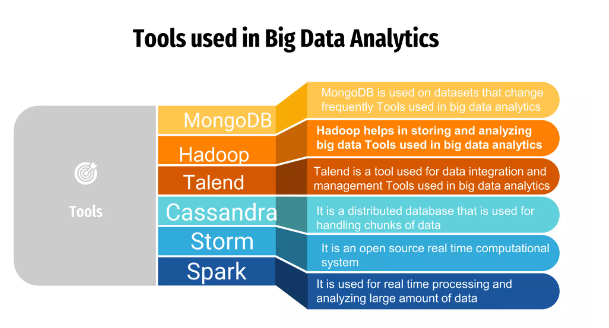 Tools used in Big Data Analytics
Tools
MongoDB
MongoDB is used on datasets that change
frequently Tools used in big data analytics
Hadoop
Hadoop helps in storing and analyzing
big data Tools used in big data analytics
Talend
Talend is a tool used for data integration and
management Tools used in big data analytics
Cassandra
It is a distributed database that is used for
handling chunks of data
Storm
It is an open source real time computational
system
Spark
It is used for real time processing and
analyzing large amount of data